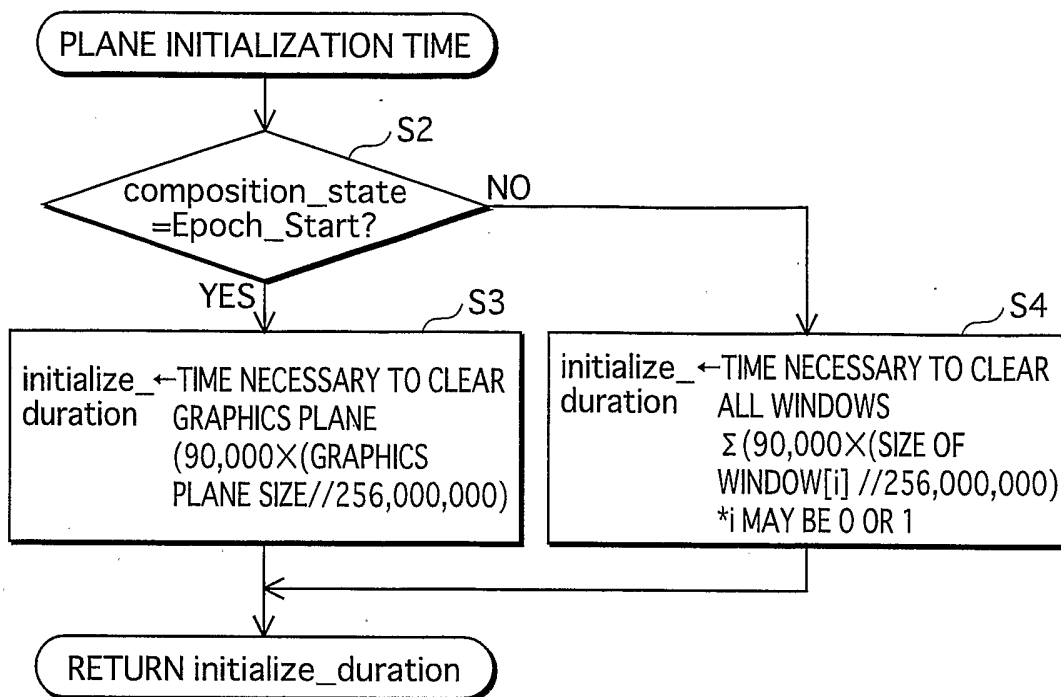 PLANE INITIALIZATION TIME
S2
composition_state
=Epoch_Start?
NO
YES
S3
initialize_←TIME NECESSARY TO CLEAR
duration GRAPHICS PLANE
(90,000×(GRAPHICS
PLANE SIZE//256,000,000)
S4
initialize_←TIME NECESSARY TO CLEAR
duration ALL WINDOWS
Σ(90,000×(SIZE OF
WINDOW[i] //256,000,000)
*i MAY BE 0 OR 1
RETURN initialize_duration